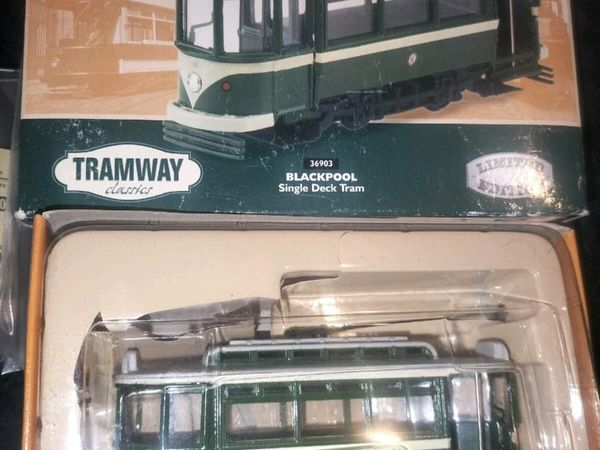 36903
TRAMWAY
classics
BLACKPOOL
Single Deck Tram
LIMITED
EDITION